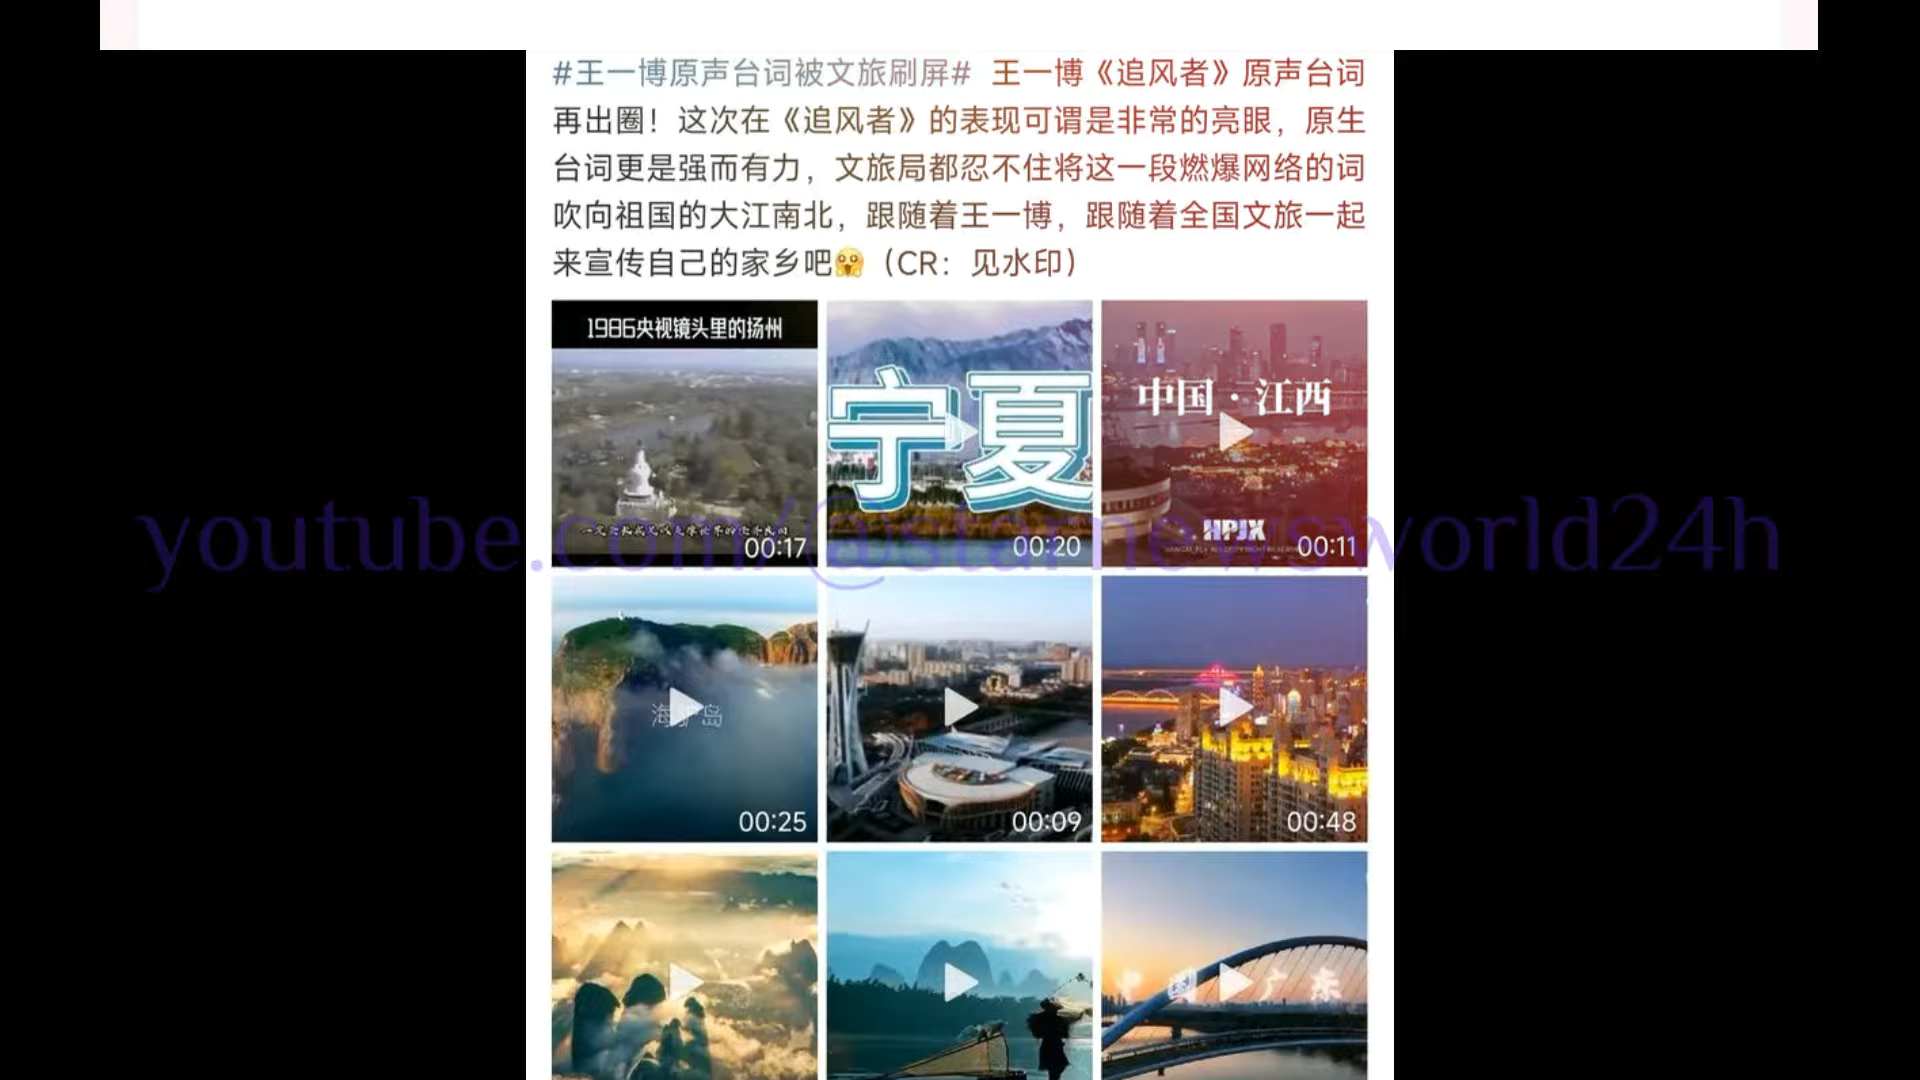 #王一博原声台词被文旅刷屏# 王一博《追风者》原声台词
再出圈！这次在《追风者》的表现可谓是非常的亮眼，原生
台词更是强而有力，文旅局都忍不住将这一段燃爆网络的词
吹向祖国的大江南北，跟随着王一博，跟随着全国文旅一起
来宣传自己的家乡吧😱（CR：见水印）
1986央视镜头里的扬州
00:17
宁夏
00:20
中国·江西
HPJX
00:11
youtube.com/@starnewsworld24h
海驴岛
00:25
00:09
00:48
中国 广东